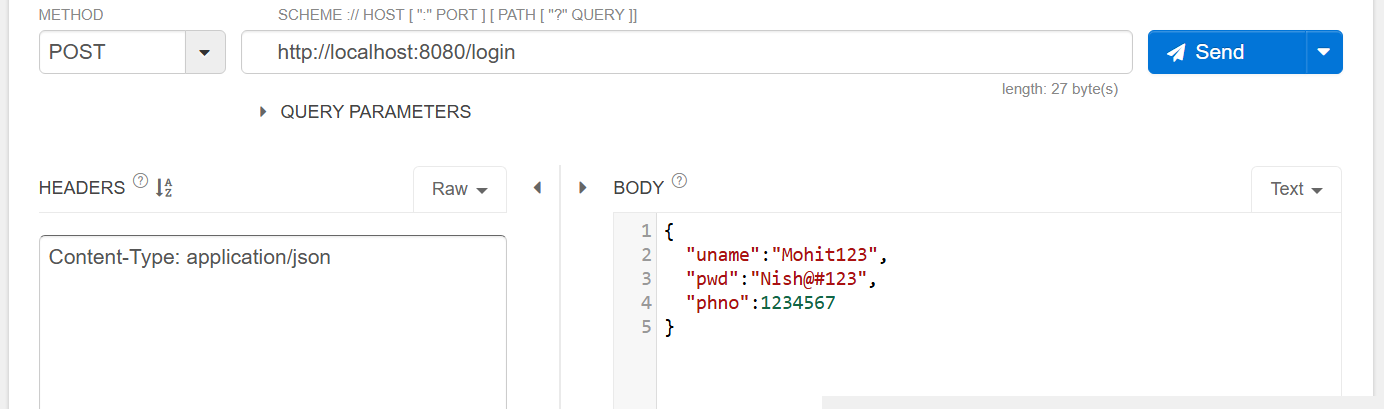 METHOD
SCHEME :// HOST [ ":" PORT ] [ PATH [ "?" QUERY ]]
POST
http://localhost:8080/login
Send
length: 27 byte(s)
QUERY PARAMETERS
HEADERS ? A Z
Raw
BODY ?
Text
Content-Type: application/json
1 {
2 "uname":"Mohit123",
3 "pwd":"Nish@#123",
4 "phno":1234567
5 }